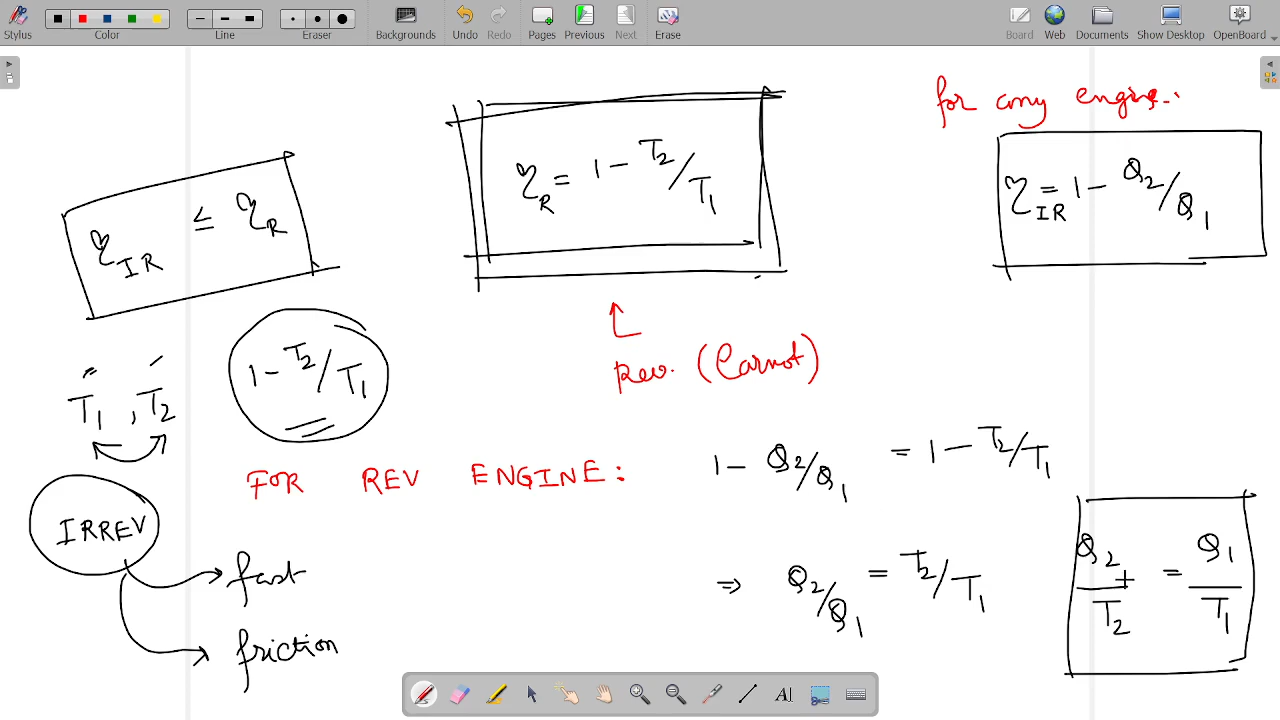 Stylus
Color
Line
Eraser
Backgrounds
Undo
Redo
Pages
Previous
Next
Erase
Board
Web
Documents
Show Desktop
OpenBoard
for any engine.
η_IR ≤ η_R
η_R = 1 - T2/T1
η_IR = 1 - Q2/Q1
T1, T2
1 - T2/T1
Rev. (Carnot)
FOR REV ENGINE:
1 - Q2/Q1 = 1 - T2/T1
IRREV
fast
friction
⇒ Q2/Q1 = T2/T1
Q2/T2 = Q1/T1